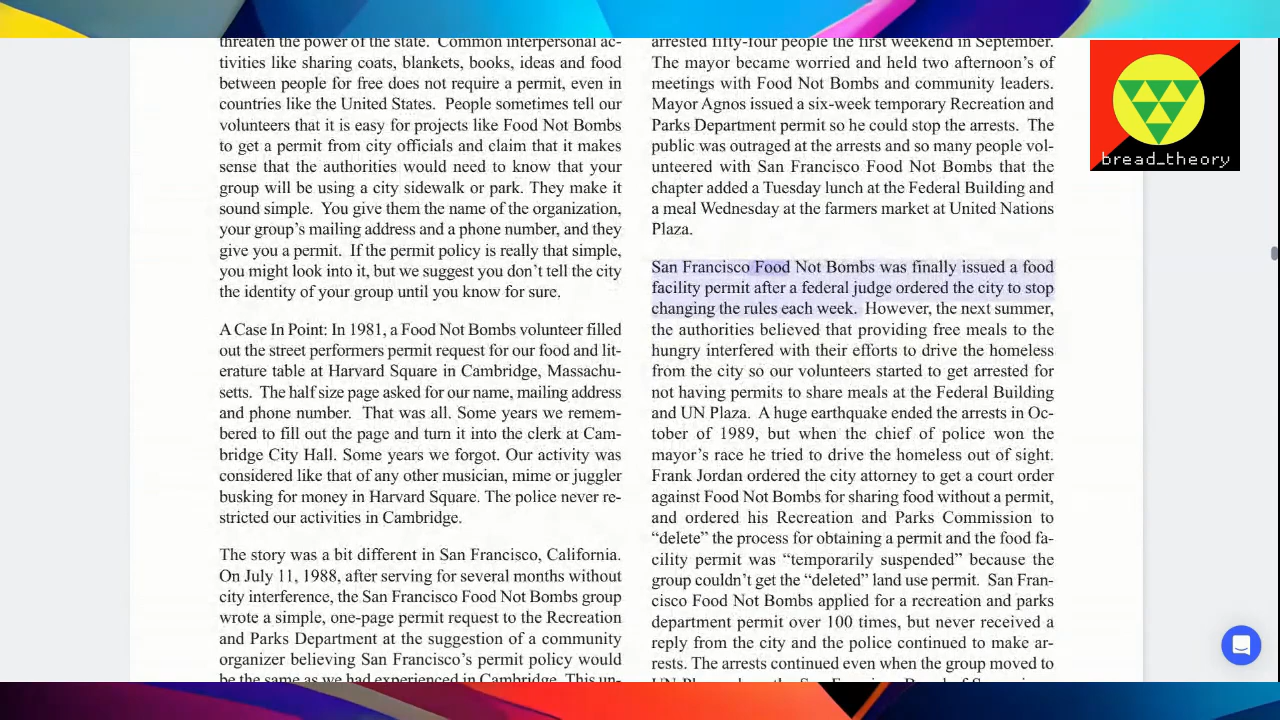 threaten the power of the state.  Common interpersonal ac-
tivities like sharing coats, blankets, books, ideas and food
between people for free does not require a permit, even in
countries like the United States.  People sometimes tell our
volunteers that it is easy for projects like Food Not Bombs
to get a permit from city officials and claim that it makes
sense that the authorities would need to know that your
group will be using a city sidewalk or park. They make it
sound simple.  You give them the name of the organization,
your group’s mailing address and a phone number, and they
give you a permit.  If the permit policy is really that simple,
you might look into it, but we suggest you don’t tell the city
the identity of your group until you know for sure.
A Case In Point: In 1981, a Food Not Bombs volunteer filled
out the street performers permit request for our food and lit-
erature table at Harvard Square in Cambridge, Massachu-
setts.  The half size page asked for our name, mailing address
and phone number.  That was all. Some years we remem-
bered to fill out the page and turn it into the clerk at Cam-
bridge City Hall. Some years we forgot. Our activity was
considered like that of any other musician, mime or juggler
busking for money in Harvard Square. The police never re-
stricted our activities in Cambridge.
The story was a bit different in San Francisco, California.
On July 11, 1988, after serving for several months without
city interference, the San Francisco Food Not Bombs group
wrote a simple, one-page permit request to the Recreation
and Parks Department at the suggestion of a community
organizer believing San Francisco’s permit policy would
be the same as we had experienced in Cambridge. This un-
arrested fifty-four people the first weekend in September.
The mayor became worried and held two afternoon’s of
meetings with Food Not Bombs and community leaders.
Mayor Agnos issued a six-week temporary Recreation and
Parks Department permit so he could stop the arrests.  The
public was outraged at the arrests and so many people vol-
unteered with San Francisco Food Not Bombs that the
chapter added a Tuesday lunch at the Federal Building and
a meal Wednesday at the farmers market at United Nations
Plaza.
San Francisco Food Not Bombs was finally issued a food
facility permit after a federal judge ordered the city to stop
changing the rules each week.  However, the next summer,
the authorities believed that providing free meals to the
hungry interfered with their efforts to drive the homeless
from the city so our volunteers started to get arrested for
not having permits to share meals at the Federal Building
and UN Plaza.  A huge earthquake ended the arrests in Oc-
tober of 1989, but when the chief of police won the
mayor’s race he tried to drive the homeless out of sight.
Frank Jordan ordered the city attorney to get a court order
against Food Not Bombs for sharing food without a permit,
and ordered his Recreation and Parks Commission to
“delete” the process for obtaining a permit and the food fa-
cility permit was “temporarily suspended” because the
group couldn’t get the “deleted” land use permit.  San Fran-
cisco Food Not Bombs applied for a recreation and parks
department permit over 100 times, but never received a
reply from the city and the police continued to make ar-
rests. The arrests continued even when the group moved to
bread_theory